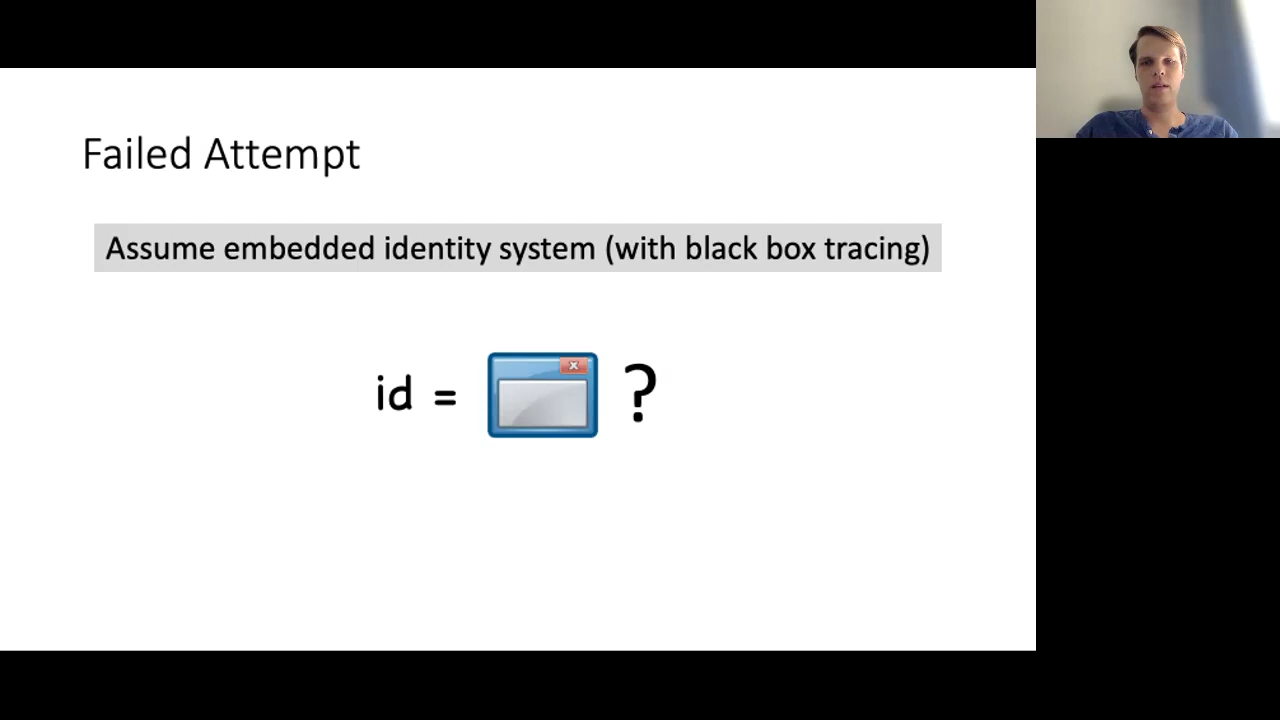 Failed Attempt
Assume embedded identity system (with black box tracing)
id = ?